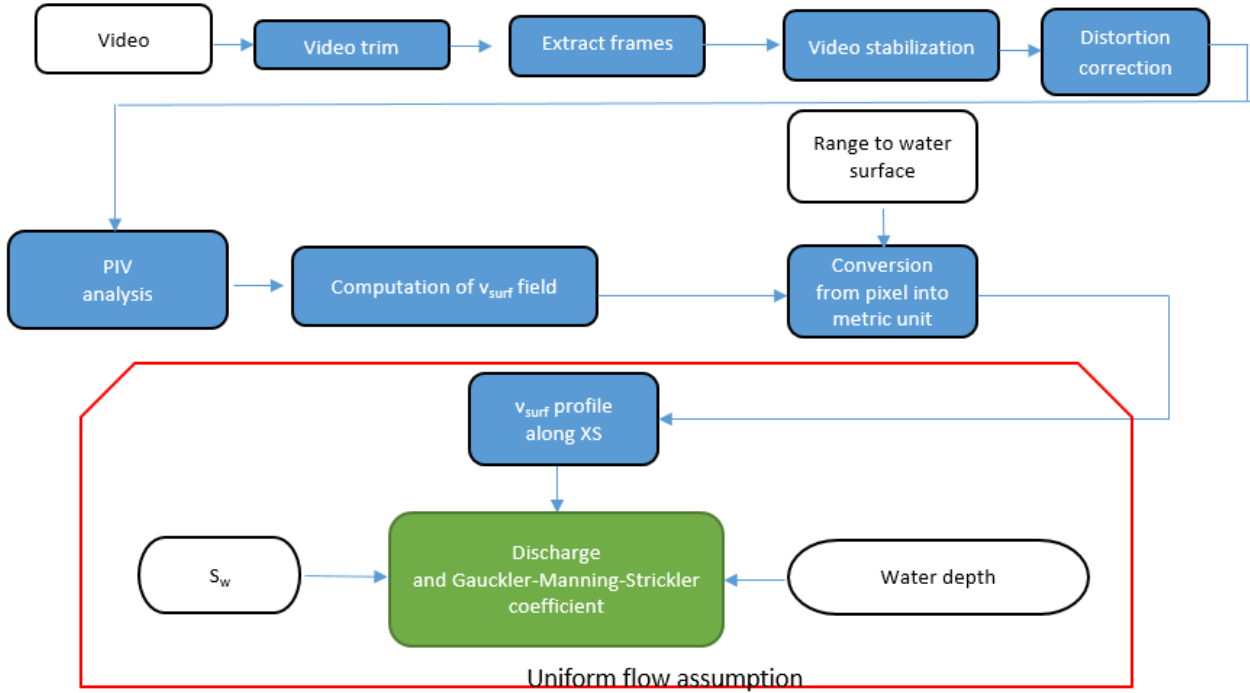 Video
Video trim
Extract frames
Video stabilization
Distortion
correction
Range to water
surface
PIV
analysis
Computation of vsurf field
Conversion
from pixel into
metric unit
vsurf profile
along XS
Sw
Discharge
and Gauckler-Manning-Strickler
coefficient
Water depth
Uniform flow assumption